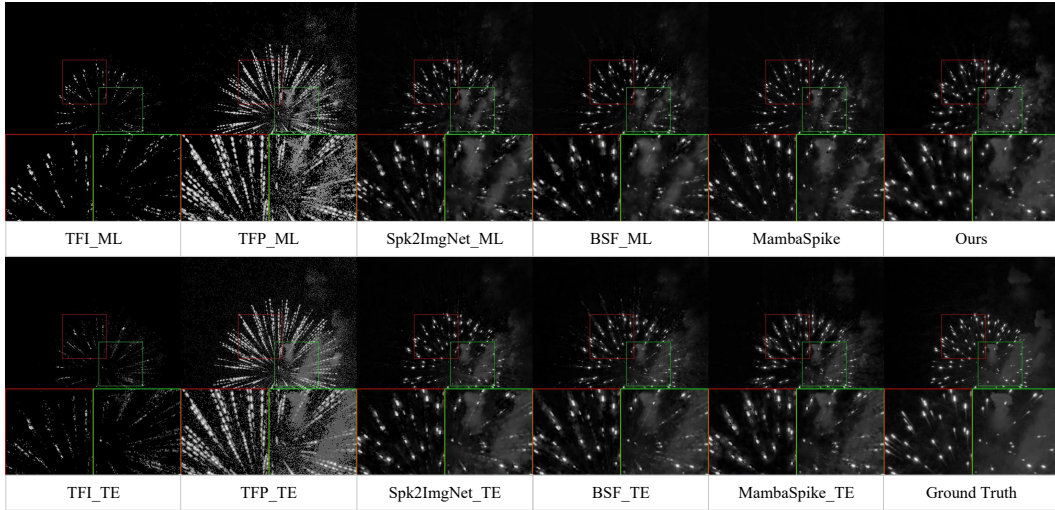 TFI_ML TFP_ML Spk2ImgNet_ML BSF_ML MambaSpike Ours
TFI_TE TFP_TE Spk2ImgNet_TE BSF_TE MambaSpike_TE Ground Truth